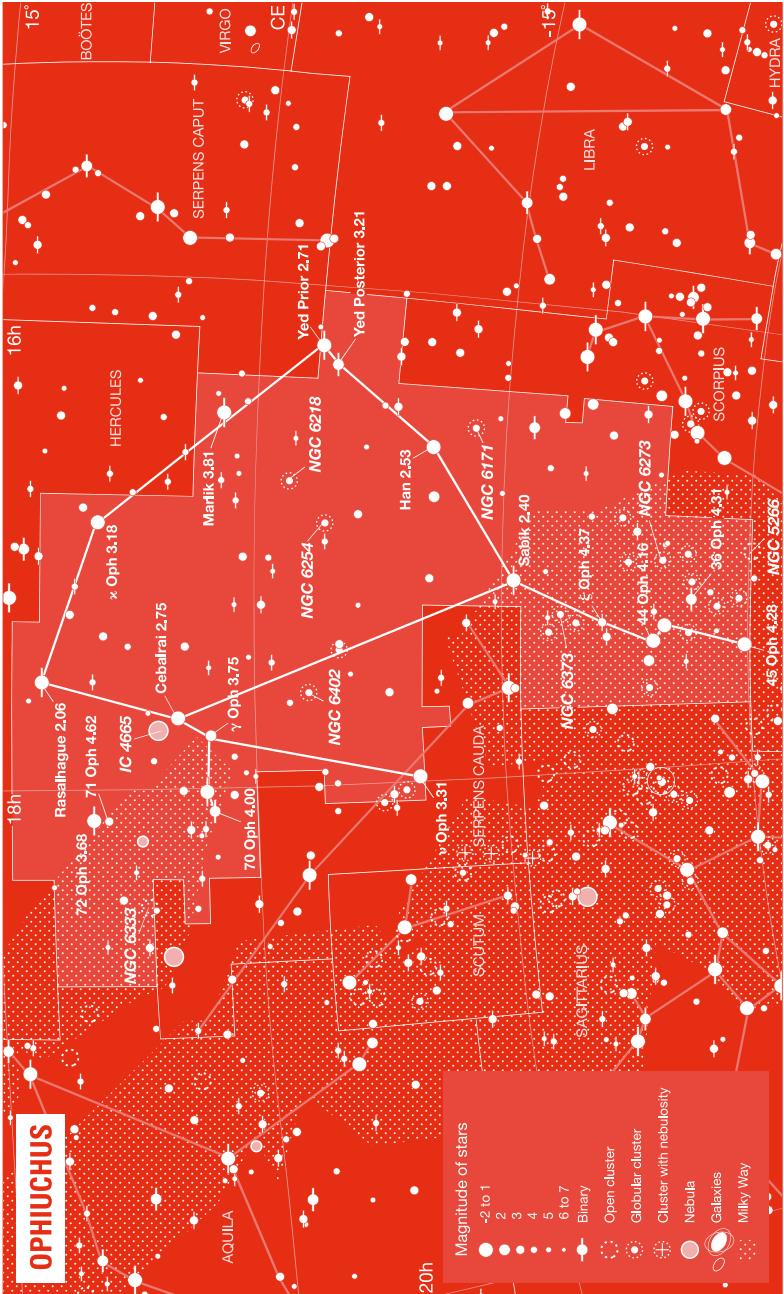 OPHIUCHUS
15°
BOÖTES
VIRGO
CE
-15°
HYDRA
SERPENS CAPUT
LIBRA
16h
HERCULES
Yed Prior 2.71
Yed Posterior 3.21
SCORPIUS
Marfik 3.81
NGC 6218
Han 2.53
NGC 6171
NGC 6273
ϰ Oph 3.18
NGC 6254
Sabik 2.40
36 Oph 4.31
NGC 5266
ξ Oph 4.37
44 Oph 4.16
Cebalrai 2.75
NGC 6402
NGC 6373
45 Oph 4.28
Rasalhague 2.06
IC 4665
γ Oph 3.75
71 Oph 4.62
18h
70 Oph 4.00
ν Oph 3.31
SERPENS CAUDA
72 Oph 3.68
NGC 6333
SCUTUM
SAGITTARIUS
AQUILA
20h
Magnitude of stars
-2 to 1
2
3
4
5
6 to 7
Binary
Open cluster
Globular cluster
Cluster with nebulosity
Nebula
Galaxies
Milky Way